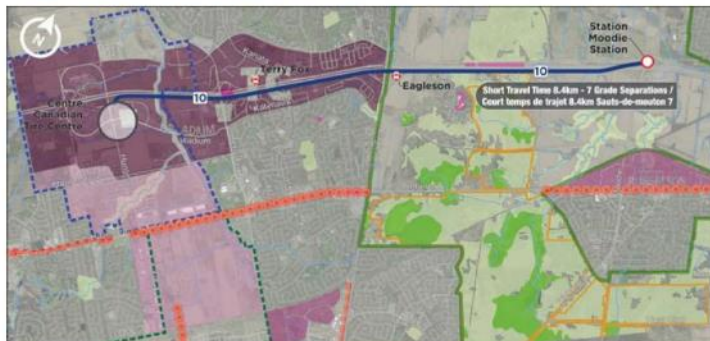 N
Station
Moodie
Station
Terry Fox
Eagleson
10
10
Short Travel Time 8.4km - 7 Grade Separations /
Court temps de trajet 8.4km Sauts-de-mouton 7
Centre
Canadian
Tire Centre